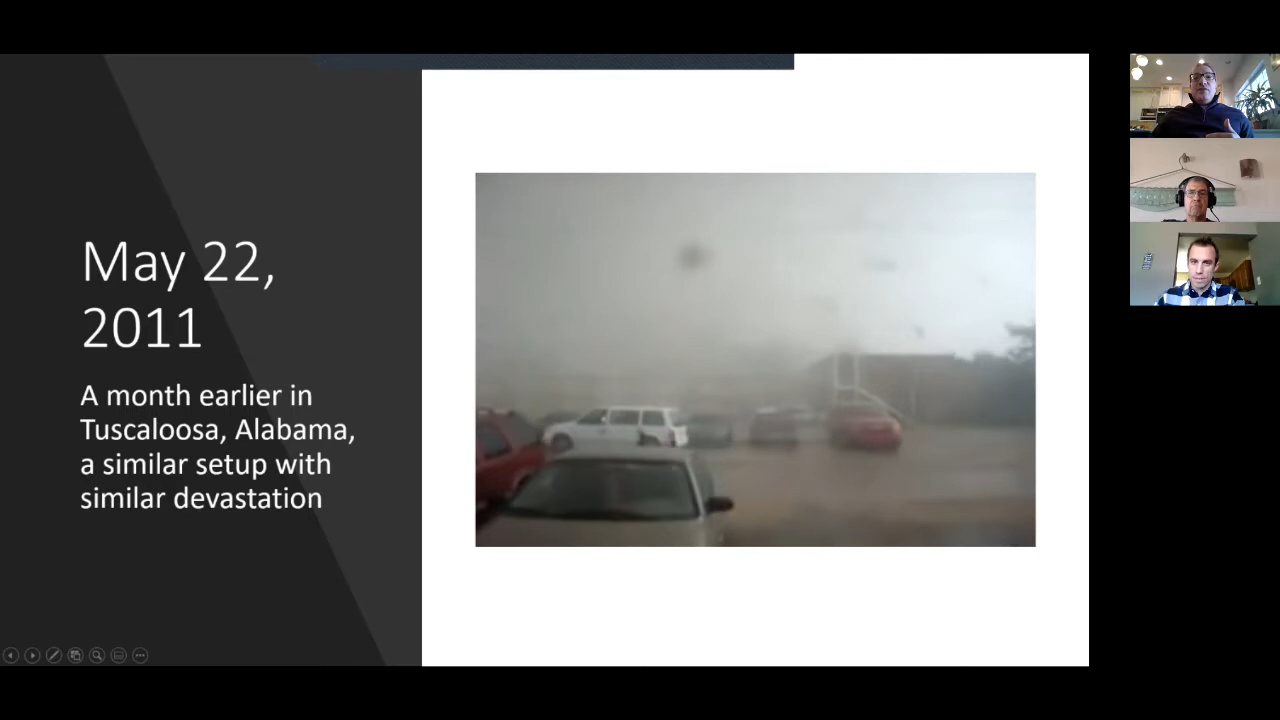 May 22,
2011
A month earlier in
Tuscaloosa, Alabama,
a similar setup with
similar devastation